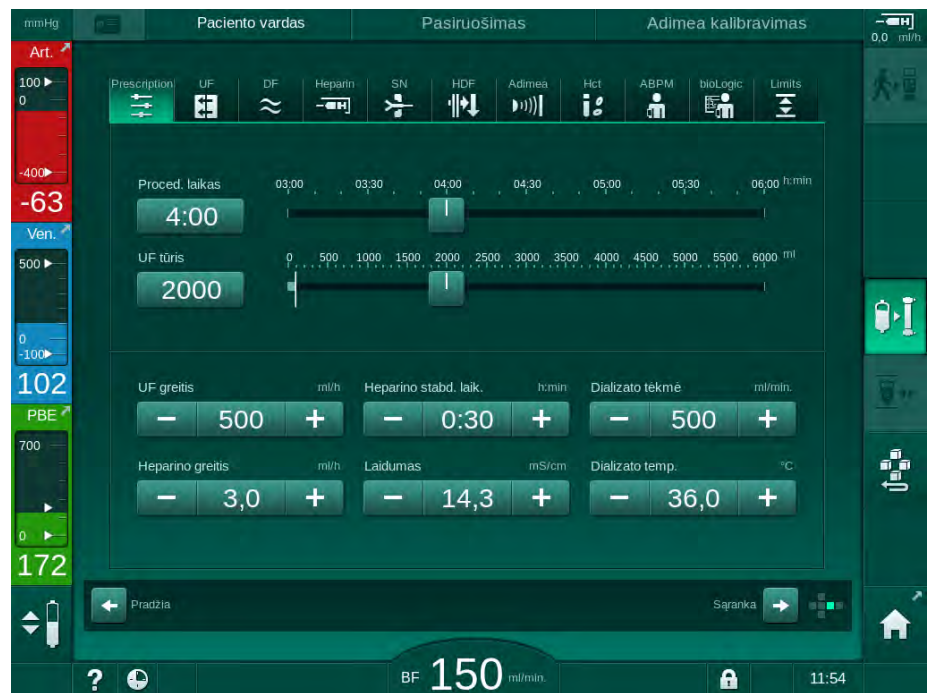 mmHg Paciento vardas Pasiruošimas Adimea kalibravimas
0,0 ml/h
Art.
100
0
-400
-63
Ven.
500
0
-100
102
PBE
700
0
172
Prescription UF DF Heparin SN HDF Adimea Hct ABPM bioLogic Limits
Proced. laikas 03:00 03:30 04:00 04:30 05:00 05:30 06:00 h:min
4:00
UF tūris 0 500 1000 1500 2000 2500 3000 3500 4000 4500 5000 5500 6000 ml
2000
UF greitis ml/h Heparino stabd. laik. h:min Dializato tėkmė ml/min.
− 500 + − 0:30 + − 500 +
Heparino greitis ml/h Laidumas mS/cm Dializato temp. °C
− 3,0 + − 14,3 + − 36,0 +
Pradžia Sąranka
? BF 150 ml/min. 11:54